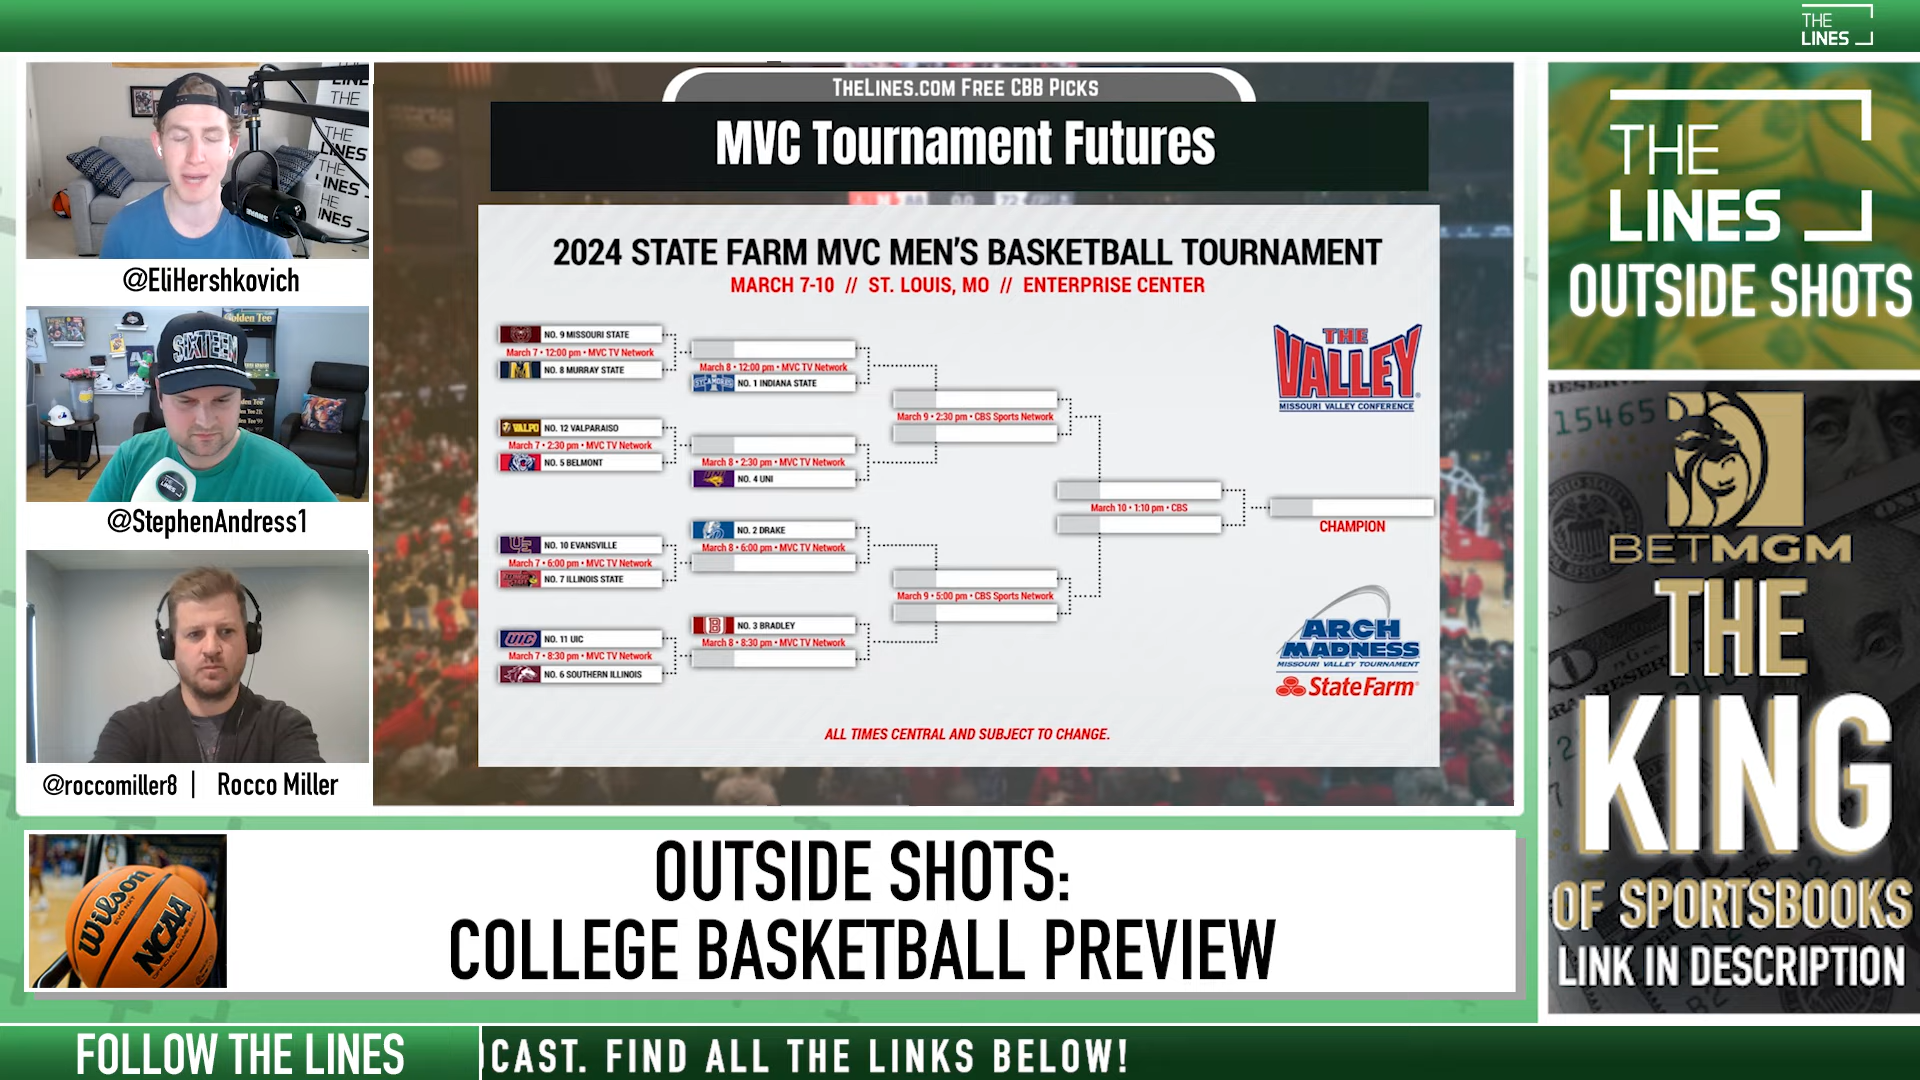 THE
LINES
@EliHershkovich
SIXTEEN
@StephenAndress1
@roccomiller8 | Rocco Miller
TheLines.com Free CBB Picks
MVC Tournament Futures
2024 STATE FARM MVC MEN'S BASKETBALL TOURNAMENT
MARCH 7-10 // ST. LOUIS, MO // ENTERPRISE CENTER
NO. 9 MISSOURI STATE
March 7 • 12:00 pm • MVC TV Network
NO. 8 MURRAY STATE
March 8 • 12:00 pm • MVC TV Network
SYCAMORES NO. 1 INDIANA STATE
March 9 • 2:30 pm • CBS Sports Network
VALPO NO. 12 VALPARAISO
March 7 • 2:30 pm • MVC TV Network
NO. 5 BELMONT
March 8 • 2:30 pm • MVC TV Network
NO. 4 UNI
March 10 • 1:10 pm • CBS
CHAMPION
NO. 2 DRAKE
March 8 • 6:00 pm • MVC TV Network
UE NO. 10 EVANSVILLE
March 7 • 6:00 pm • MVC TV Network
NO. 7 ILLINOIS STATE
March 9 • 5:00 pm • CBS Sports Network
B NO. 3 BRADLEY
March 8 • 8:30 pm • MVC TV Network
UIC NO. 11 UIC
March 7 • 8:30 pm • MVC TV Network
NO. 6 SOUTHERN ILLINOIS
THE
VALLEY
MISSOURI VALLEY CONFERENCE
ARCH
MADNESS
MISSOURI VALLEY TOURNAMENT
StateFarm
ALL TIMES CENTRAL AND SUBJECT TO CHANGE.
THE
LINES
OUTSIDE SHOTS
BETMGM
THE
KING
OF SPORTSBOOKS
LINK IN DESCRIPTION
Wilson
NCAA
OUTSIDE SHOTS:
COLLEGE BASKETBALL PREVIEW
FOLLOW THE LINES
CAST. FIND ALL THE LINKS BELOW!